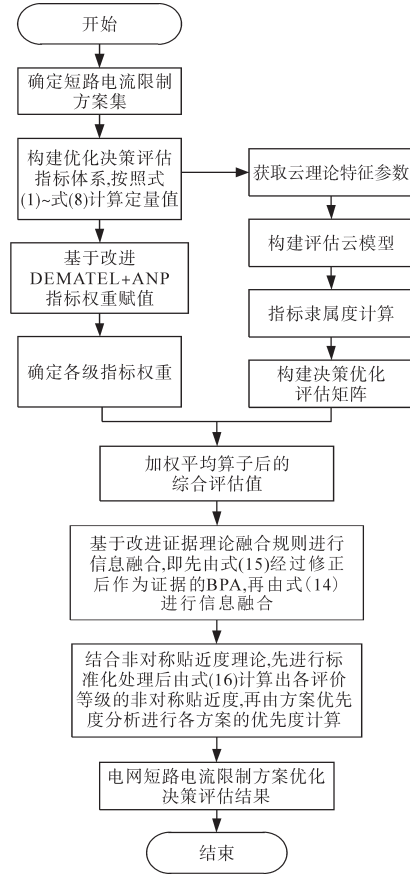 开始
确定短路电流限制
方案集
构建优化决策评估
指标体系,按照式
(1)~式(8)计算定量值
基于改进
DEMATEL+ANP
指标权重赋值
确定各级指标权重
获取云理论特征参数
构建评估云模型
指标隶属度计算
构建决策优化
评估矩阵
加权平均算子后的
综合评估值
基于改进证据理论融合规则进行
信息融合,即先由式(15)经过修正
后作为证据的BPA,再由式(14)
进行信息融合
结合非对称贴近度理论,先进行标
准化处理后由式(16)计算出各评价
等级的非对称贴近度,再由方案优先
度分析进行各方案的优先度计算
电网短路电流限制方案优化
决策评估结果
结束